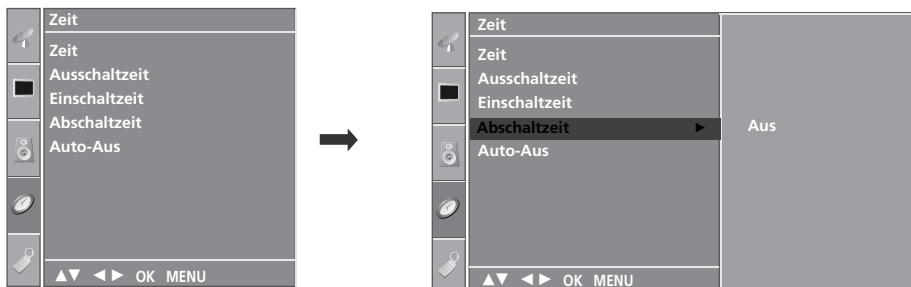 Zeit
Zeit
Ausschaltzeit
Einschaltzeit
Abschaltzeit
Auto-Aus
▲▼ ◄► OK MENU
Zeit
Zeit
Ausschaltzeit
Einschaltzeit
Abschaltzeit ► Aus
Auto-Aus
▲▼ ◄► OK MENU